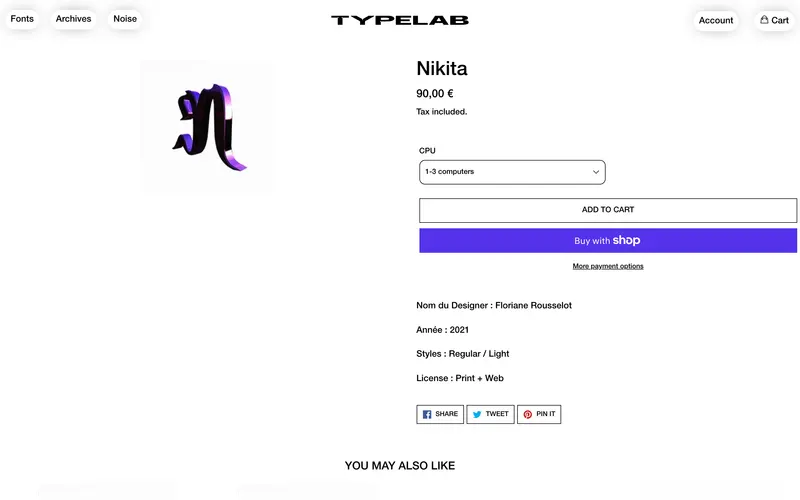 Fonts
Archives
Noise
TYPELAB
Account
Cart
Nikita
90,00 €
Tax included.
CPU
1-3 computers
ADD TO CART
Buy with shop
More payment options
Nom du Designer : Floriane Rousselot
Année : 2021
Styles : Regular / Light
License : Print + Web
SHARE
TWEET
PIN IT
YOU MAY ALSO LIKE